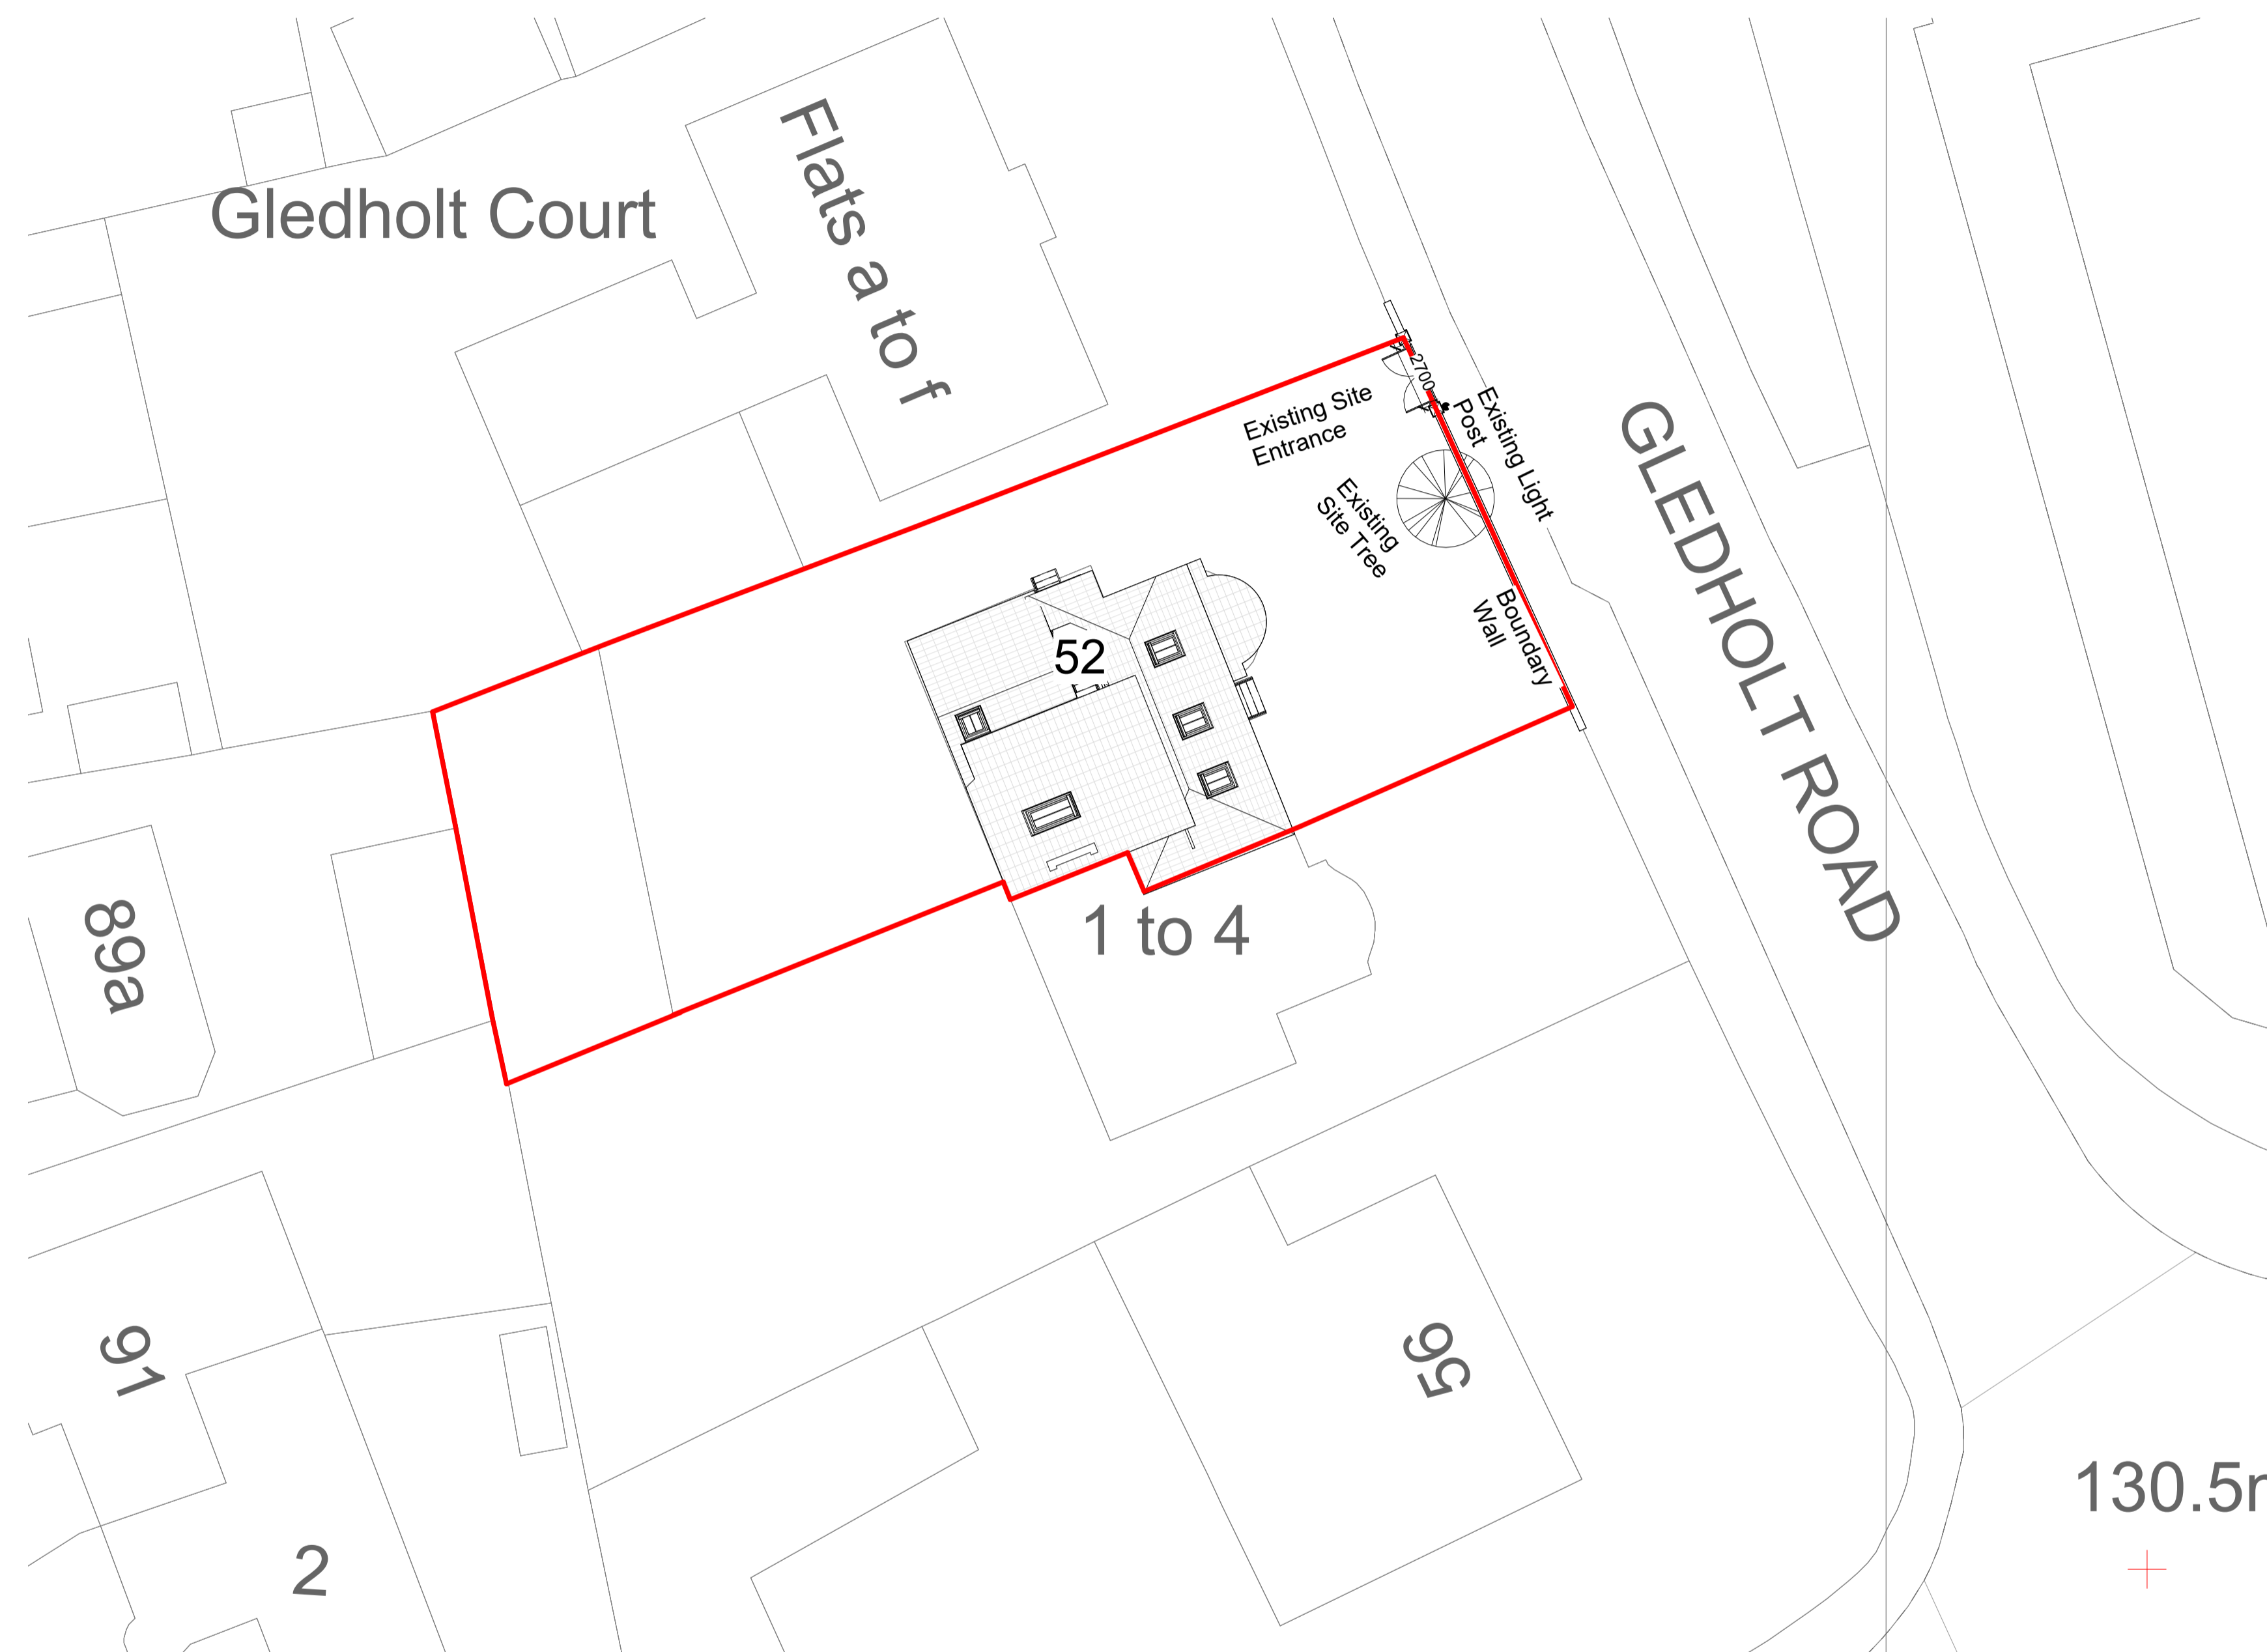 Gledholt Court
Flats a to f
2700
Existing Site
Entrance
Existing Light
Post
Existing
Site Tree
GLEDHOLT ROAD
52
Boundary
Wall
89a
1 to 4
91
95
2
130.5m